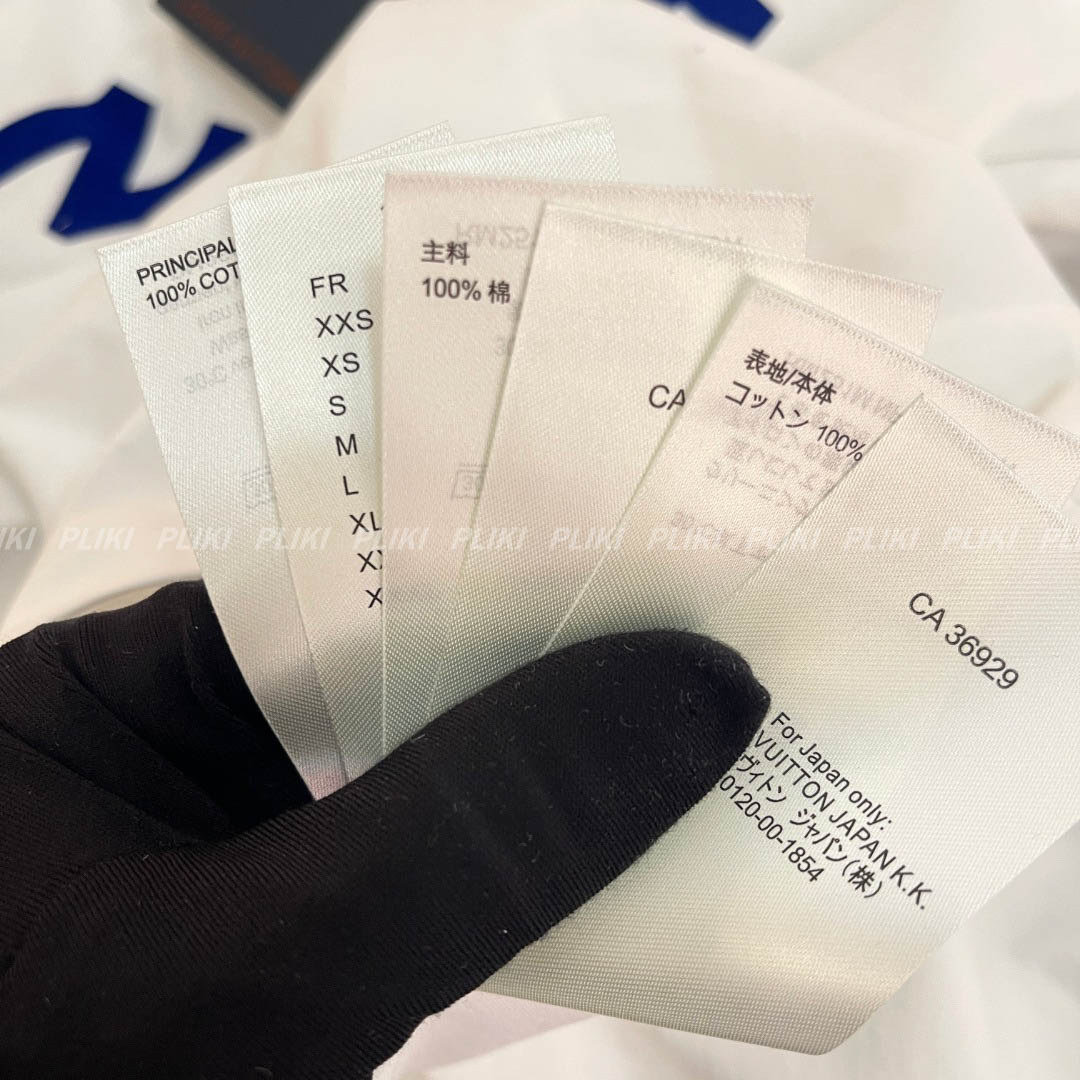 PRINCIPAL
100% COT
FR
XXS
XS
S
M
L
XL
XX
X
主料
100% 棉
CA
表地/本体
コットン 100%
CA 36929
For Japan only:
VUITTON JAPAN K.K.
ヴィトン ジャパン(株)
0120-00-1854
PLIKI PLIKI PLIKI PLIKI PLIKI PLIKI PLIKI PLIKI PLIKI PLIKI